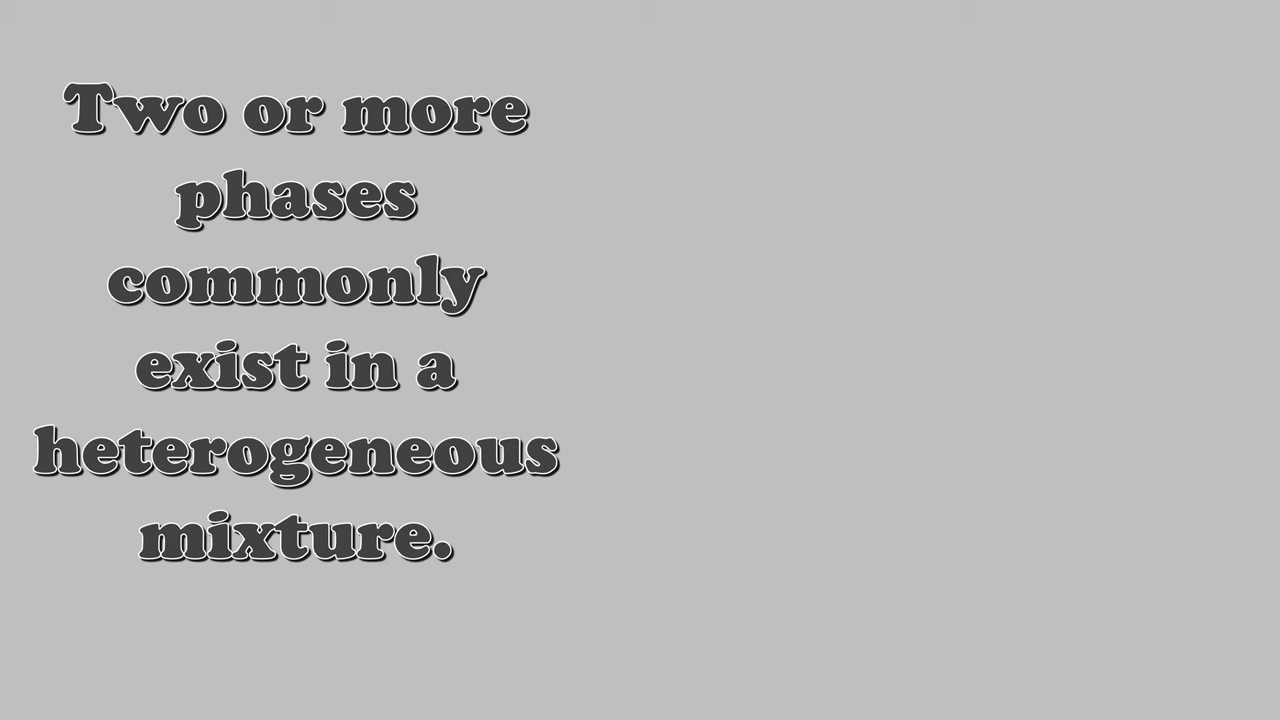 Two or more
phases
commonly
exist in a
heterogeneous
mixture.